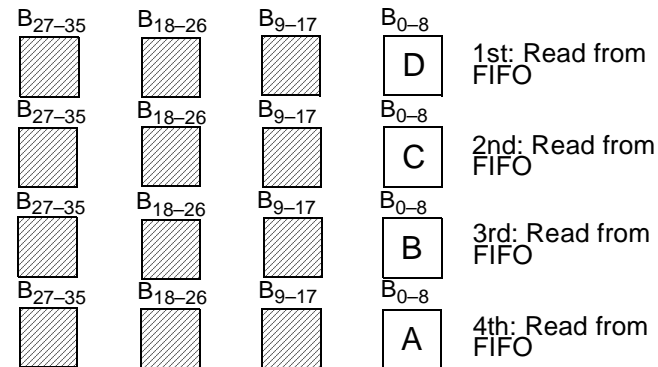 B27–35 B18–26 B9–17 B0–8
D 1st: Read from
FIFO
B27–35 B18–26 B9–17 B0–8
C 2nd: Read from
FIFO
B27–35 B18–26 B9–17 B0–8
B 3rd: Read from
FIFO
B27–35 B18–26 B9–17 B0–8
A 4th: Read from
FIFO